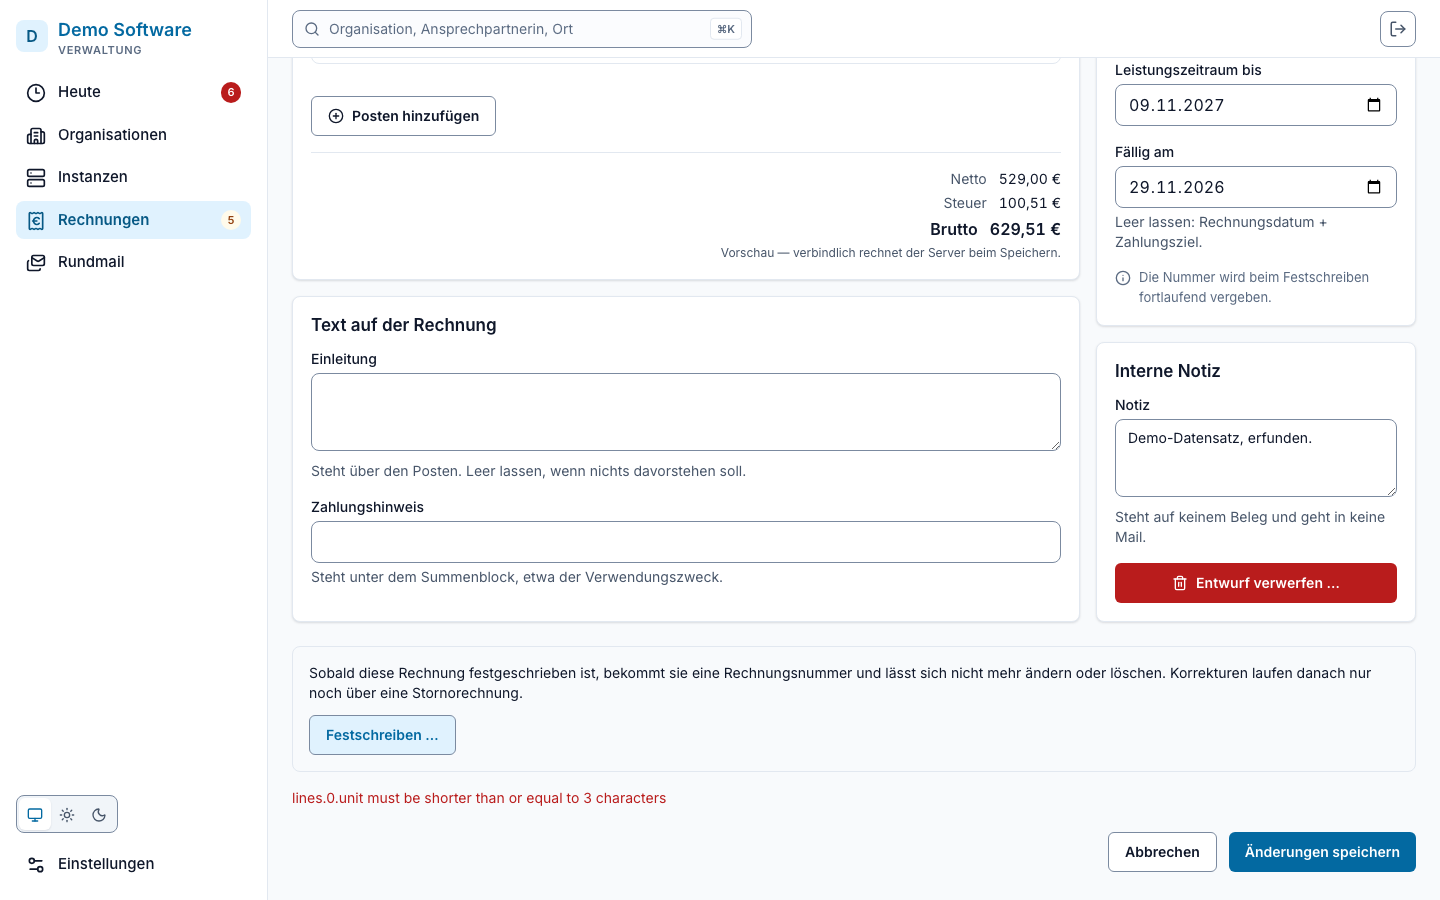 D
Demo Software
VERWALTUNG
Heute
6
Organisationen
Instanzen
Rechnungen
5
Rundmail
Einstellungen
Organisation, Ansprechpartnerin, Ort
⌘K
Posten hinzufügen
Netto 529,00 €
Steuer 100,51 €
Brutto 629,51 €
Vorschau — verbindlich rechnet der Server beim Speichern.
Text auf der Rechnung
Einleitung
Steht über den Posten. Leer lassen, wenn nichts davorstehen soll.
Zahlungshinweis
Steht unter dem Summenblock, etwa der Verwendungszweck.
Leistungszeitraum bis
09.11.2027
Fällig am
29.11.2026
Leer lassen: Rechnungsdatum +
Zahlungsziel.
Die Nummer wird beim Festschreiben
fortlaufend vergeben.
Interne Notiz
Notiz
Demo-Datensatz, erfunden.
Steht auf keinem Beleg und geht in keine
Mail.
Entwurf verwerfen ...
Sobald diese Rechnung festgeschrieben ist, bekommt sie eine Rechnungsnummer und lässt sich nicht mehr ändern oder löschen. Korrekturen laufen danach nur
noch über eine Stornorechnung.
Festschreiben ...
lines.0.unit must be shorter than or equal to 3 characters
Abbrechen
Änderungen speichern